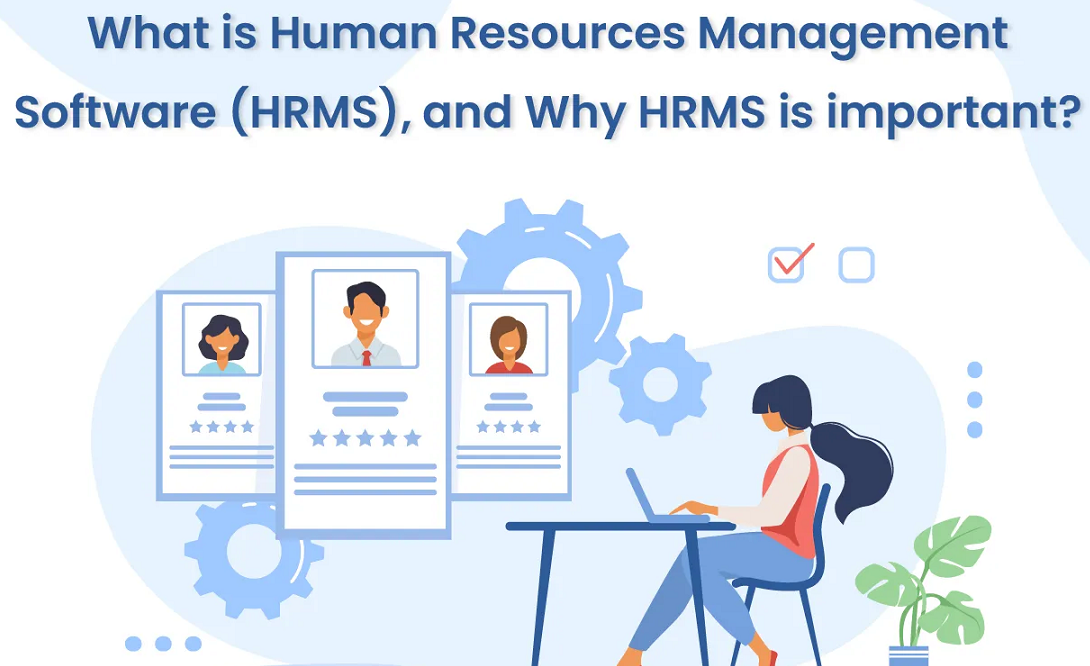 What is Human Resources Management
Software (HRMS), and Why HRMS is important?